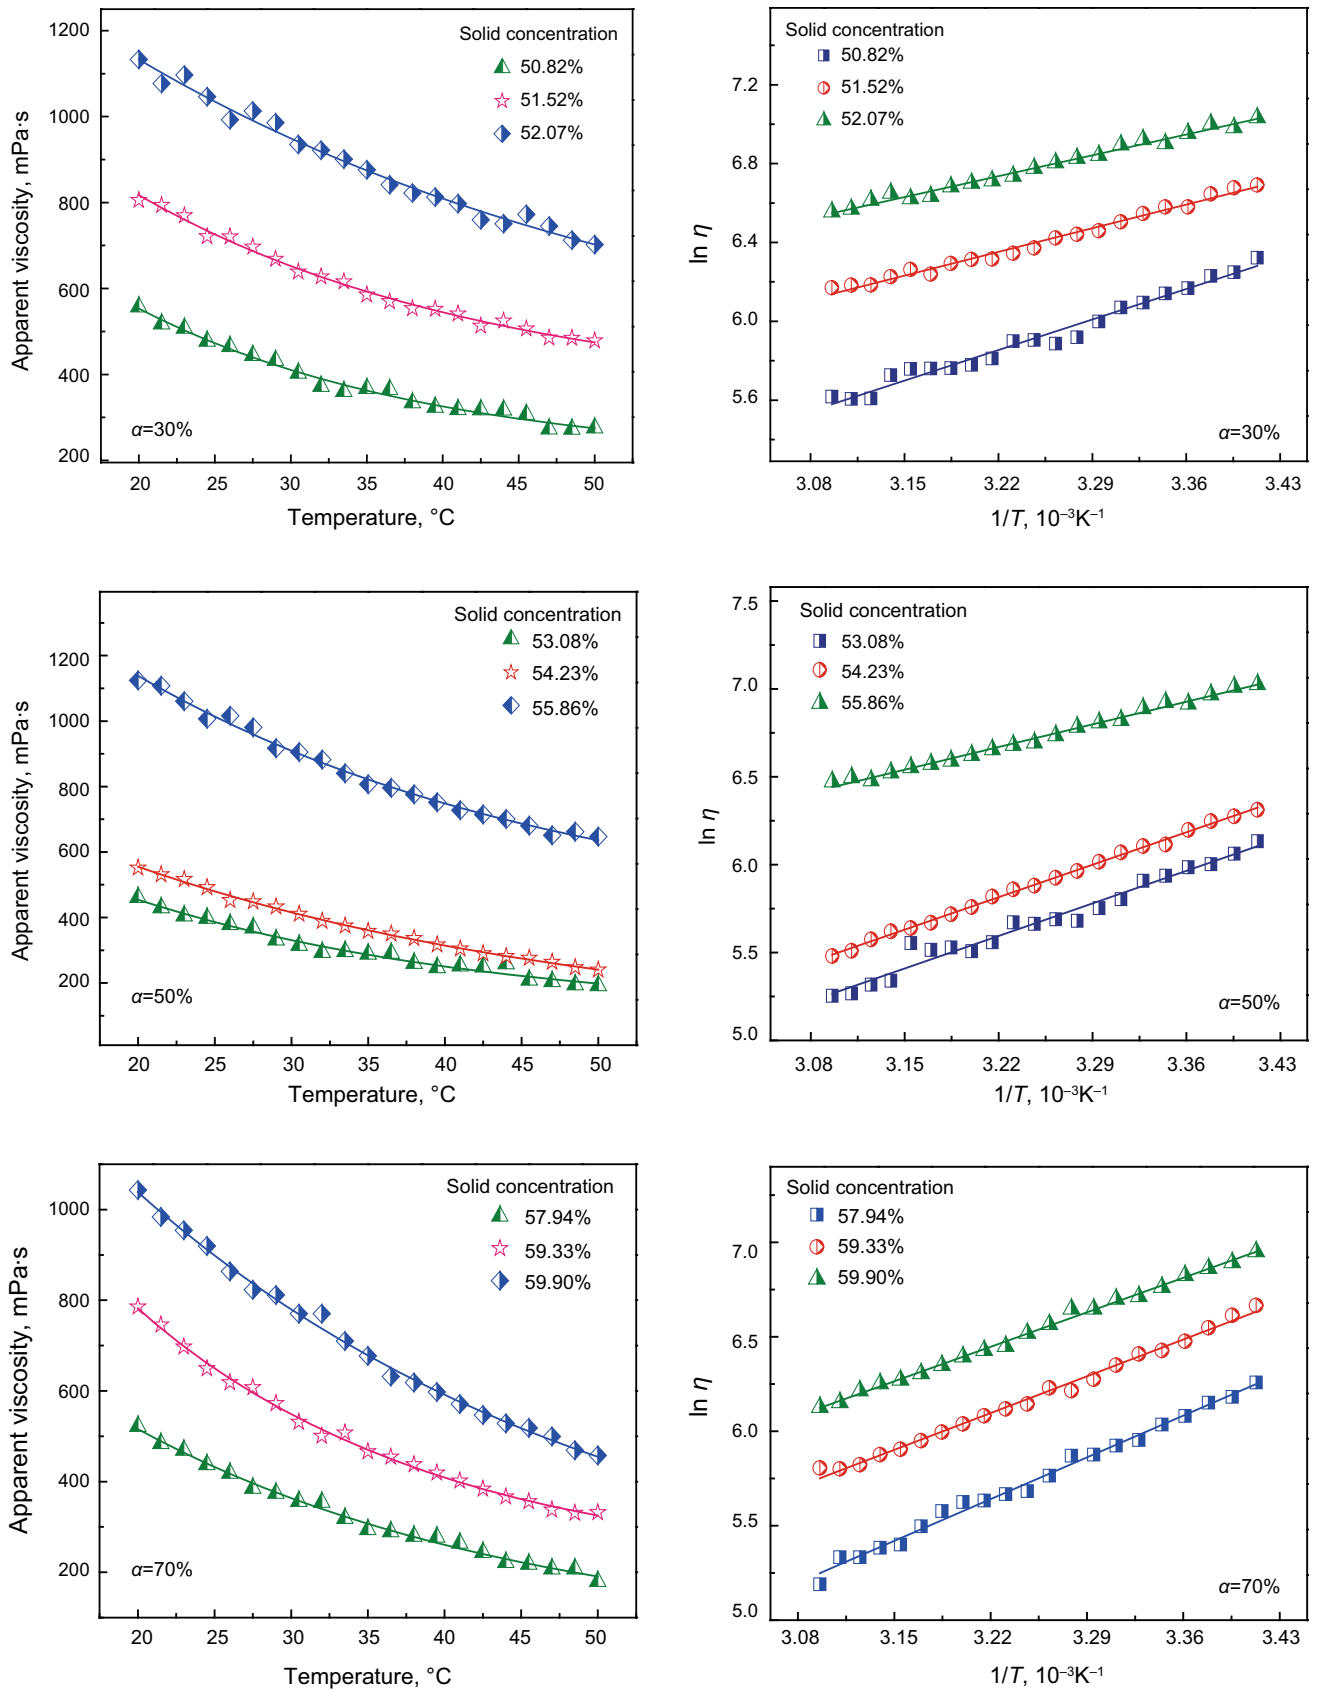 Apparent viscosity, mPa·s
1200
1000
800
600
400
200
Solid concentration
50.82%
51.52%
52.07%
α=30%
20 25 30 35 40 45 50
Temperature, °C
ln η
7.2
6.8
6.4
6.0
5.6
Solid concentration
50.82%
51.52%
52.07%
α=30%
3.08 3.15 3.22 3.29 3.36 3.43
1/T, 10⁻³K⁻¹
Apparent viscosity, mPa·s
1200
1000
800
600
400
200
Solid concentration
53.08%
54.23%
55.86%
α=50%
20 25 30 35 40 45 50
Temperature, °C
ln η
7.5
7.0
6.5
6.0
5.5
5.0
Solid concentration
53.08%
54.23%
55.86%
α=50%
3.08 3.15 3.22 3.29 3.36 3.43
1/T, 10⁻³K⁻¹
Apparent viscosity, mPa·s
1000
800
600
400
200
Solid concentration
57.94%
59.33%
59.90%
α=70%
20 25 30 35 40 45 50
Temperature, °C
ln η
7.0
6.5
6.0
5.5
5.0
Solid concentration
57.94%
59.33%
59.90%
α=70%
3.08 3.15 3.22 3.29 3.36 3.43
1/T, 10⁻³K⁻¹